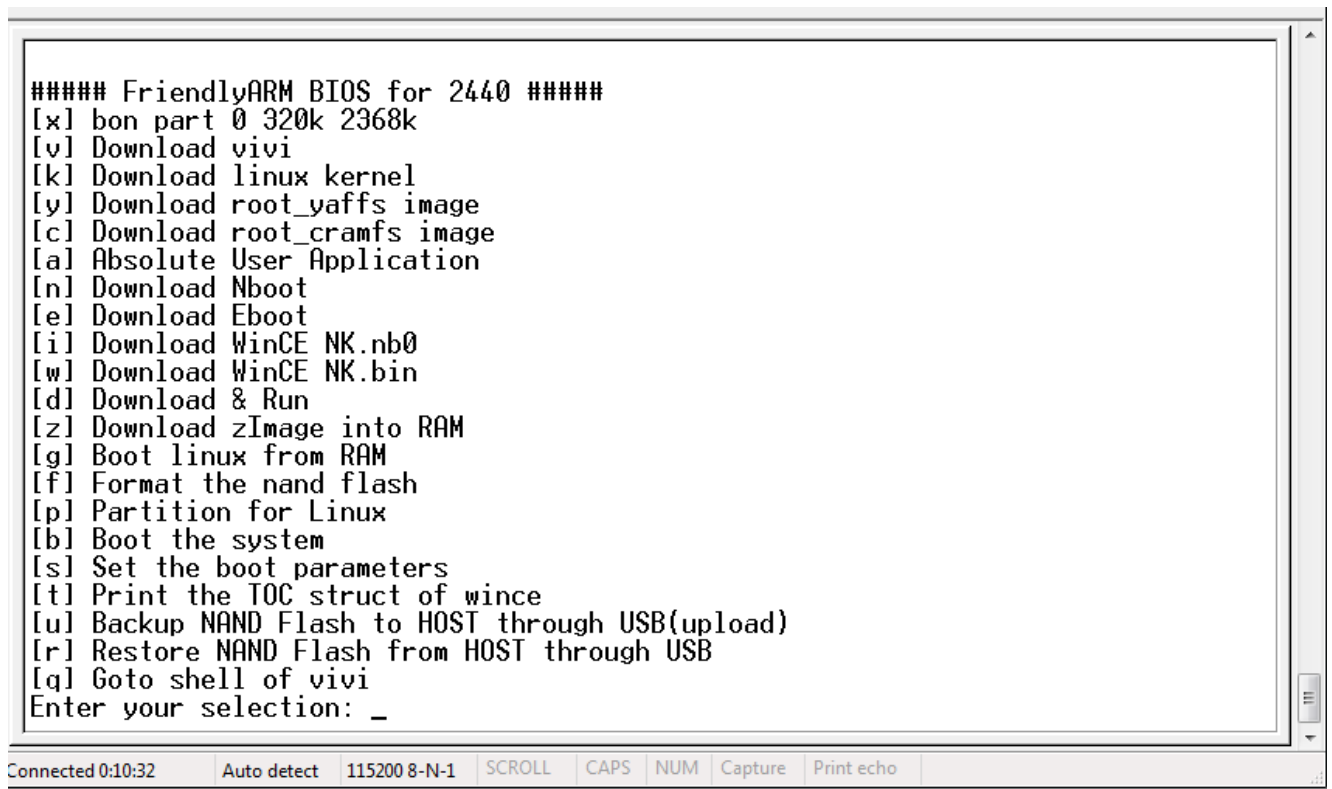 ##### FriendlyARM BIOS for 2440 #####
[x] bon part 0 320k 2368k
[v] Download vivi
[k] Download linux kernel
[y] Download root_yaffs image
[c] Download root_cramfs image
[a] Absolute User Application
[n] Download Nboot
[e] Download Eboot
[i] Download WinCE NK.nb0
[w] Download WinCE NK.bin
[d] Download & Run
[z] Download zImage into RAM
[g] Boot linux from RAM
[f] Format the nand flash
[p] Partition for Linux
[b] Boot the system
[s] Set the boot parameters
[t] Print the TOC struct of wince
[u] Backup NAND Flash to HOST through USB(upload)
[r] Restore NAND Flash from HOST through USB
[q] Goto shell of vivi
Enter your selection: _
Connected 0:10:32 Auto detect 115200 8-N-1 SCROLL CAPS NUM Capture Print echo